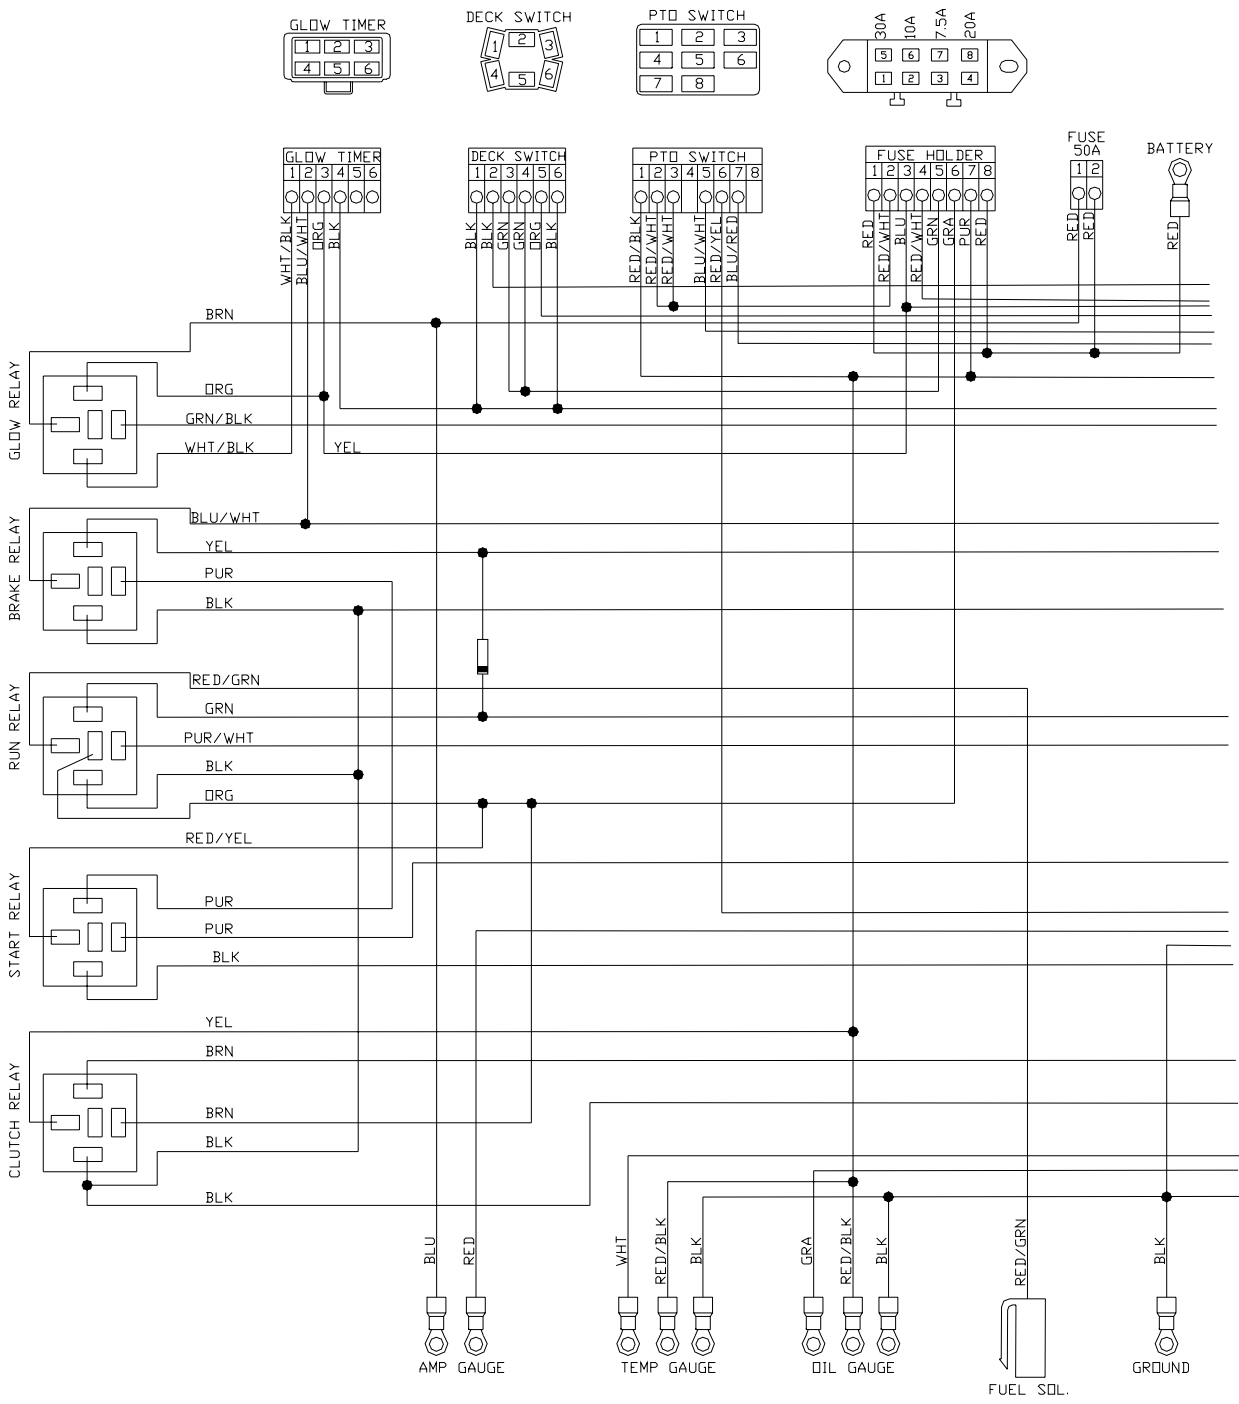 GLOW TIMER
1 2 3
4 5 6
DECK SWITCH
1 2 3
4 5 6
PTO SWITCH
1 2 3
4 5 6
7 8
30A 10A 7.5A 20A
5 6 7 8
1 2 3 4
GLOW TIMER
1 2 3 4 5 6
WHT/BLK
BLU/WHT
ORG
BLK
DECK SWITCH
1 2 3 4 5 6
BLK
BLK
GRN
GRN
ORG
BLK
PTO SWITCH
1 2 3 4 5 6 7 8
RED/BLK
RED/WHT
RED/WHT
BLU/WHT
RED/YEL
BLU/RED
FUSE HOLDER
1 2 3 4 5 6 7 8
RED
RED/WHT
BLU
RED/WHT
GRN
GRA
PUR
RED
FUSE
50A
1 2
RED
RED
BATTERY
RED
GLOW RELAY
BRN
ORG
GRN/BLK
WHT/BLK
YEL
BRAKE RELAY
BLU/WHT
YEL
PUR
BLK
RUN RELAY
RED/GRN
GRN
PUR/WHT
BLK
ORG
START RELAY
RED/YEL
PUR
PUR
BLK
CLUTCH RELAY
YEL
BRN
BRN
BLK
BLK
BLU
RED
AMP GAUGE
WHT
RED/BLK
BLK
TEMP GAUGE
GRA
RED/BLK
BLK
OIL GAUGE
RED/GRN
FUEL SOL.
BLK
GROUND